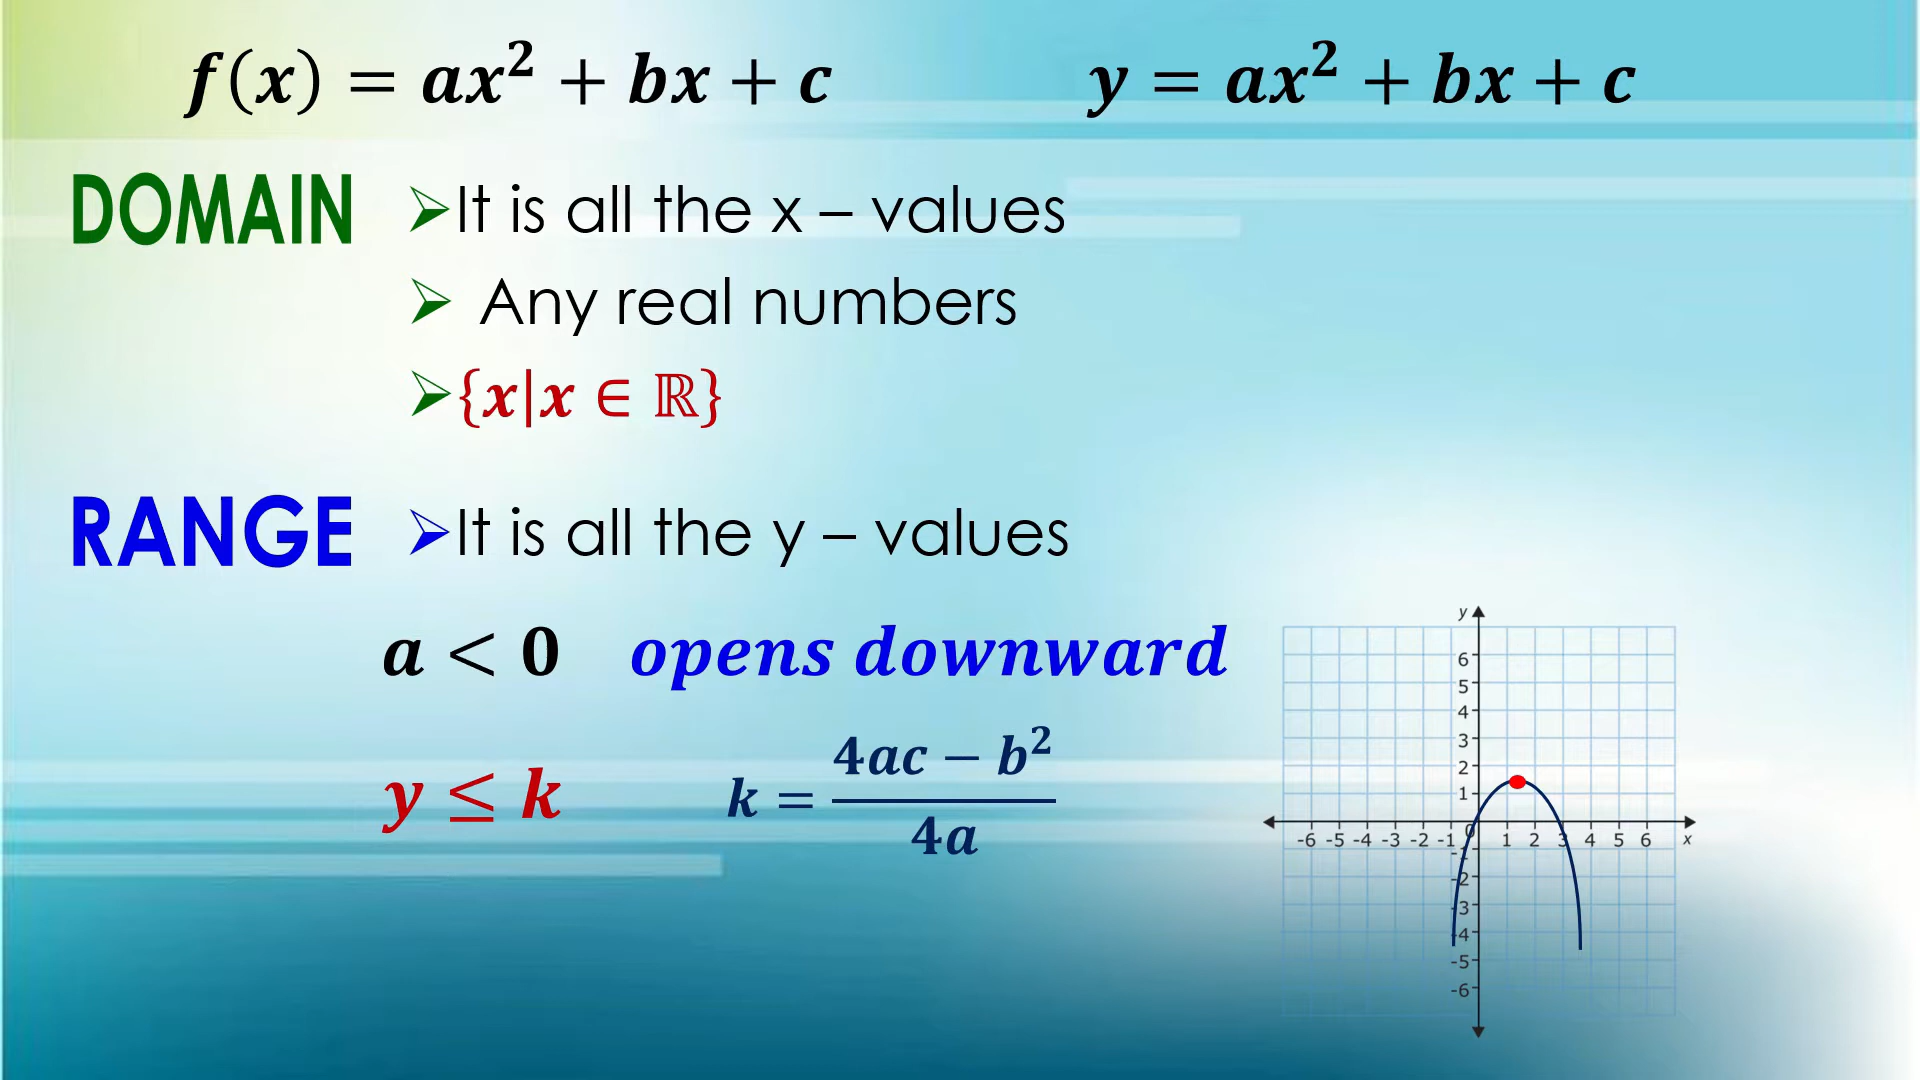 f(x) = ax² + bx + c    y = ax² + bx + c
DOMAIN ➢It is all the x – values
➢ Any real numbers
➢{x|x ∈ ℝ}
RANGE ➢It is all the y – values
a < 0 opens downward
y ≤ k    k = (4ac − b²)/(4a)
y
6
5
4
3
2
1
-6 -5 -4 -3 -2 -1 0 1 2 3 4 5 6 x
-1
-2
-3
-4
-5
-6